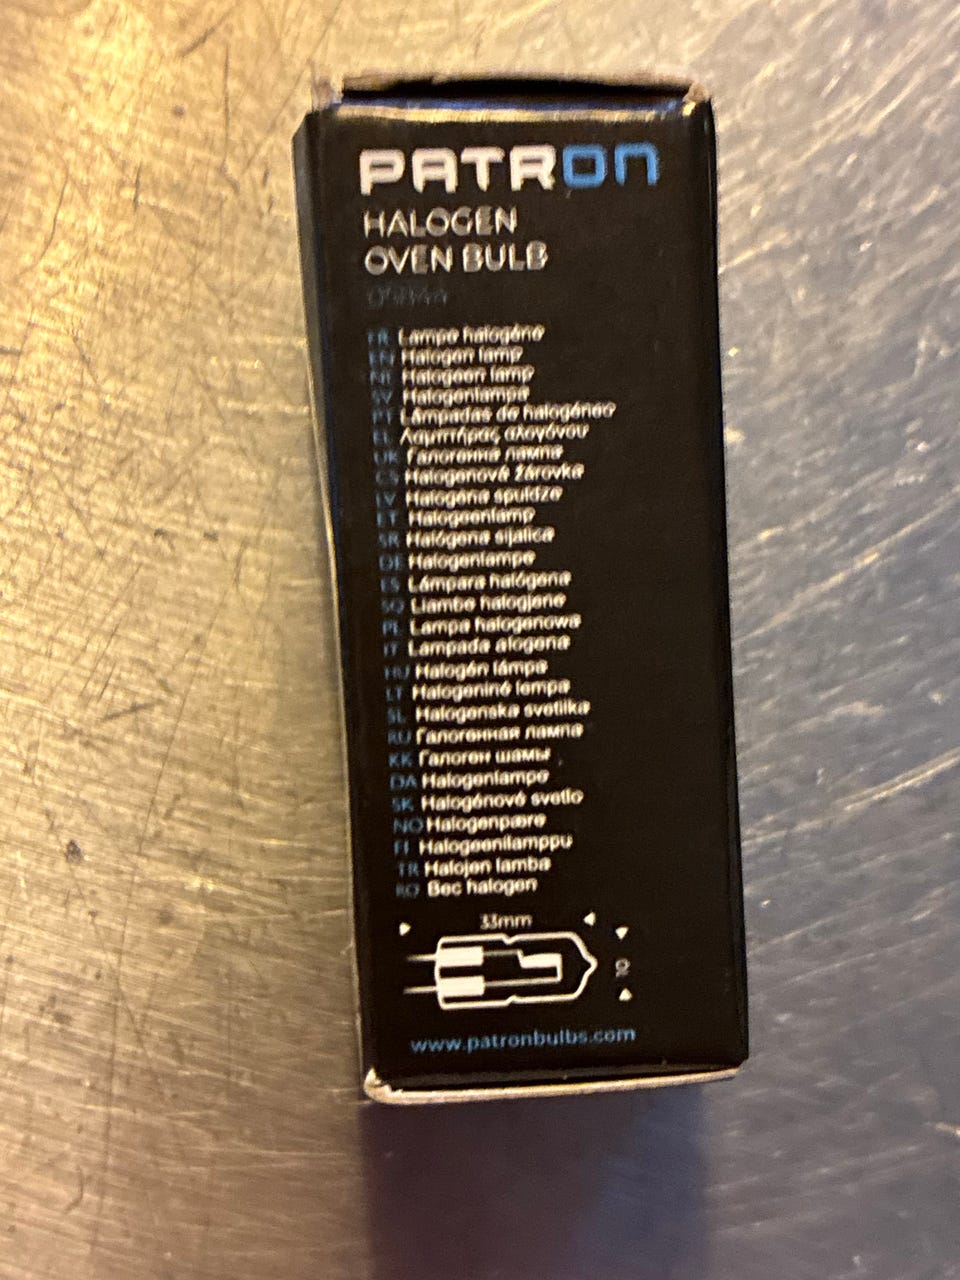 PATRON
HALOGEN
OVEN BULB
FR Lampe halogène
EN Halogen lamp
NL Halogeen lamp
SV Halogenlampa
PT Lâmpadas de halogéneo
EL Λαμπτήρας αλογόνου
UK Галогенна лампа
CS Halogenová žárovka
LV Halogēna spuldze
ET Halogeenlamp
SR Halógena sijalica
DE Halogenlampe
ES Lámpara halógena
SQ Llambe halogjene
PL Lampa halogenowa
IT Lampada alogena
HU Halogén lámpa
LT Halogeninė lempa
SL Halogenska svetilka
RU Галогенная лампа
KK Галоген шамы
DA Halogenlampe
SK Halogénové svetlo
NO Halogenpære
FI Halogeenilamppu
TR Halojen lamba
RO Bec halogen
33mm
10
www.patronbulbs.com